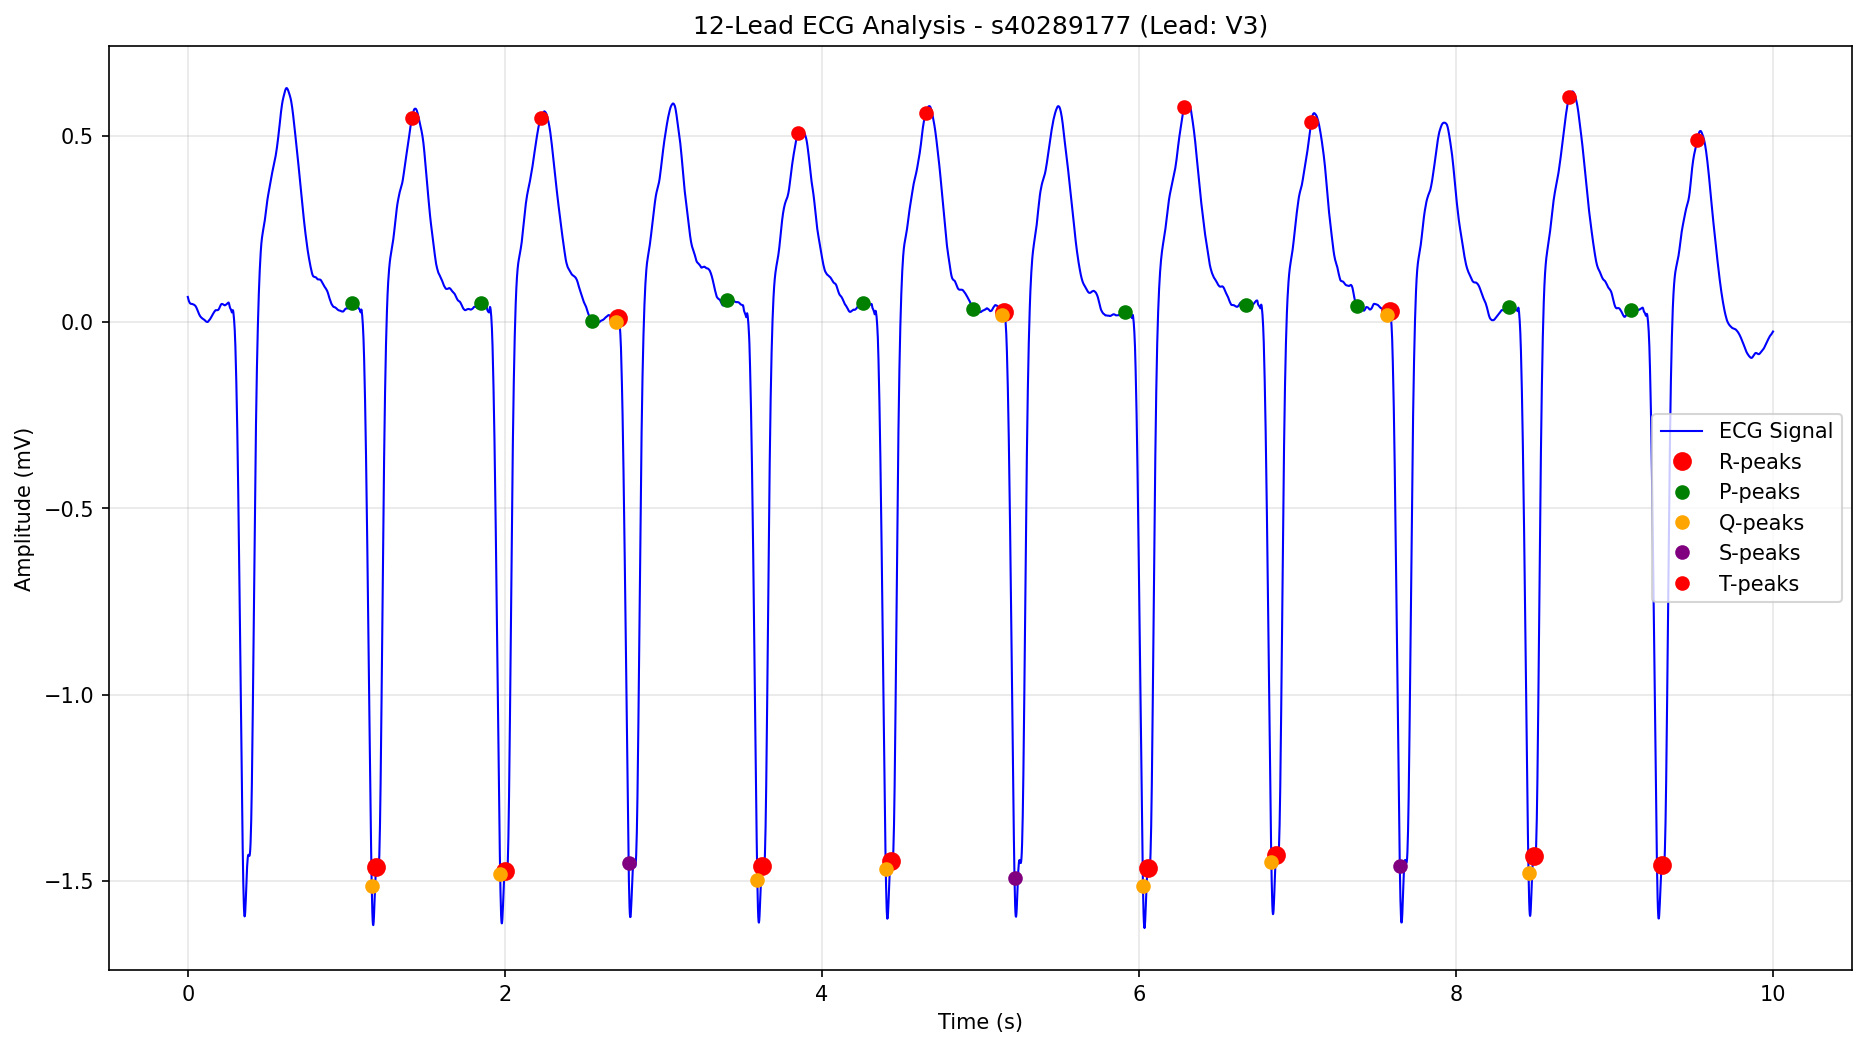 12-Lead ECG Analysis - s40289177 (Lead: V3)
Amplitude (mV)
0.5
0.0
−0.5
−1.0
−1.5
ECG Signal
R-peaks
P-peaks
Q-peaks
S-peaks
T-peaks
0 2 4 6 8 10
Time (s)